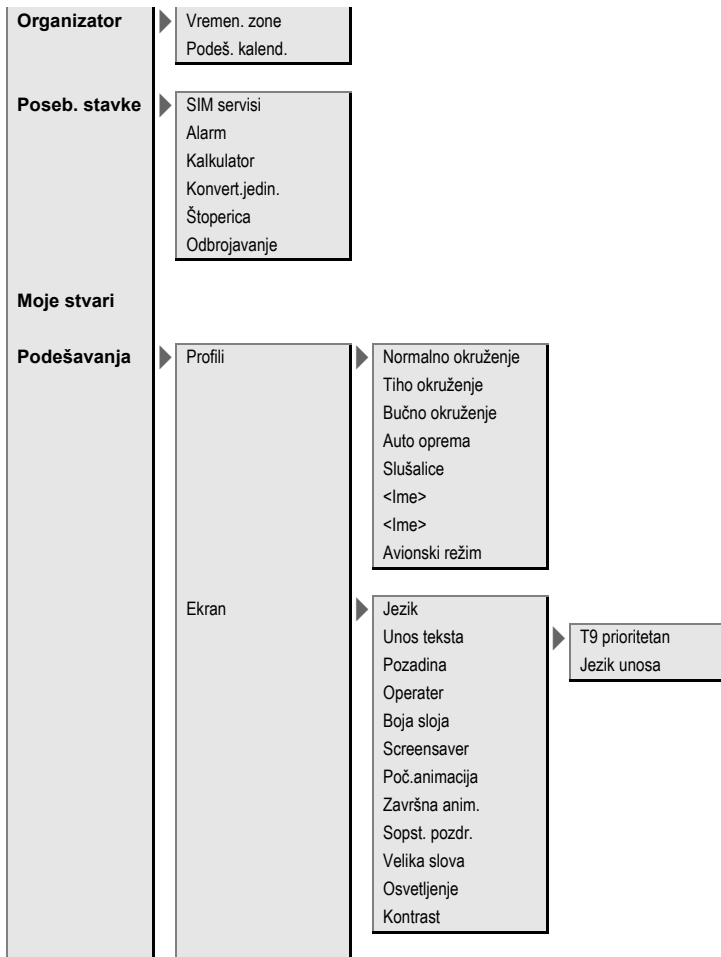 Organizator
Vremen. zone
Podeš. kalend.
Poseb. stavke
SIM servisi
Alarm
Kalkulator
Konvert.jedin.
Štoperica
Odbrojavanje
Moje stvari
Podešavanja
Profili
Normalno okruženje
Tiho okruženje
Bučno okruženje
Auto oprema
Slušalice
<Ime>
<Ime>
Avionski režim
Ekran
Jezik
Unos teksta
T9 prioritetan
Jezik unosa
Pozadina
Operater
Boja sloja
Screensaver
Poč.animacija
Završna anim.
Sopst. pozdr.
Velika slova
Osvetljenje
Kontrast